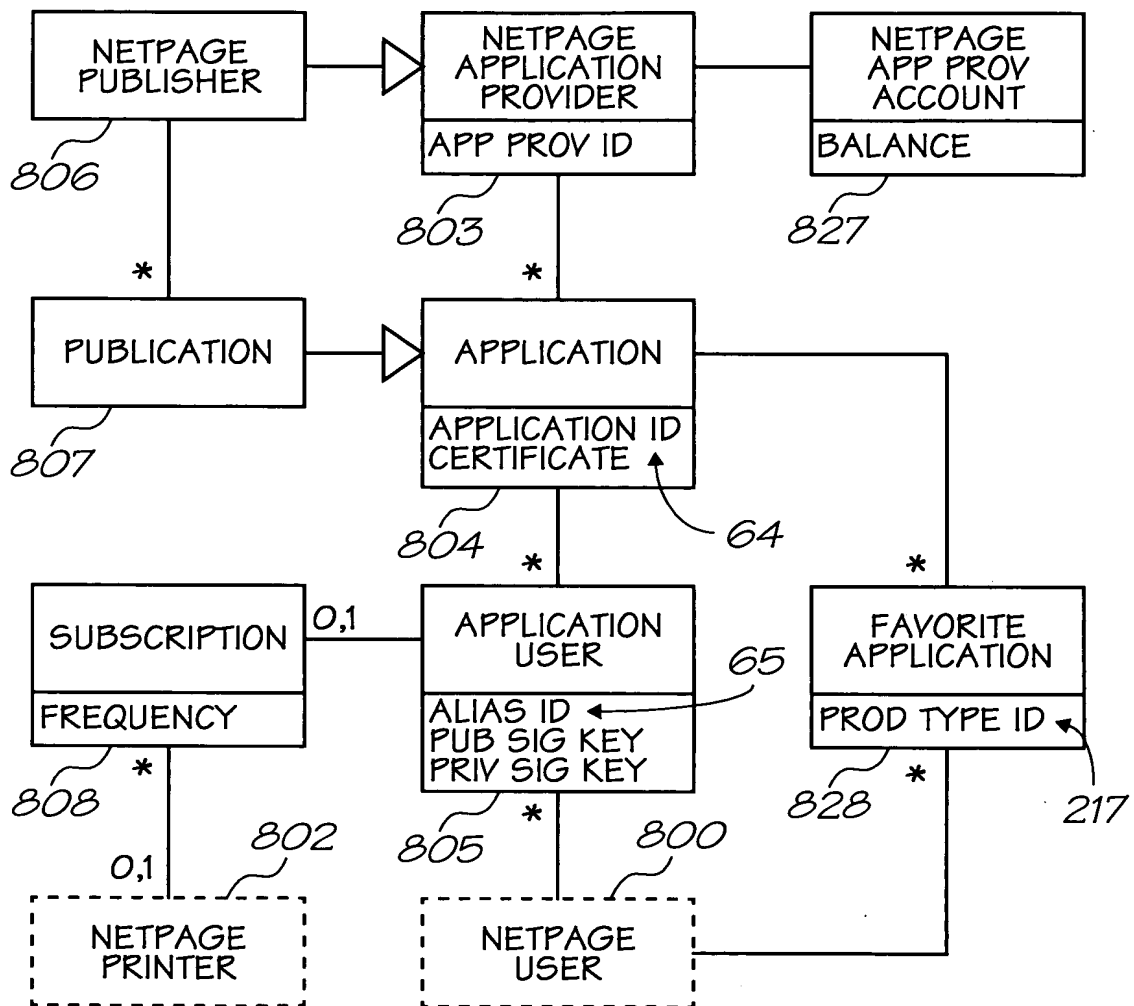 NETPAGE
PUBLISHER
806
NETPAGE
APPLICATION
PROVIDER
APP PROV ID
803
NETPAGE
APP PROV
ACCOUNT
BALANCE
827
*
*
PUBLICATION
807
APPLICATION
APPLICATION ID
CERTIFICATE
804
64
*
*
SUBSCRIPTION
FREQUENCY
808
0,1
APPLICATION
USER
ALIAS ID
PUB SIG KEY
PRIV SIG KEY
805
65
FAVORITE
APPLICATION
PROD TYPE ID
828
217
*
*
*
0,1
802
800
NETPAGE
PRINTER
NETPAGE
USER